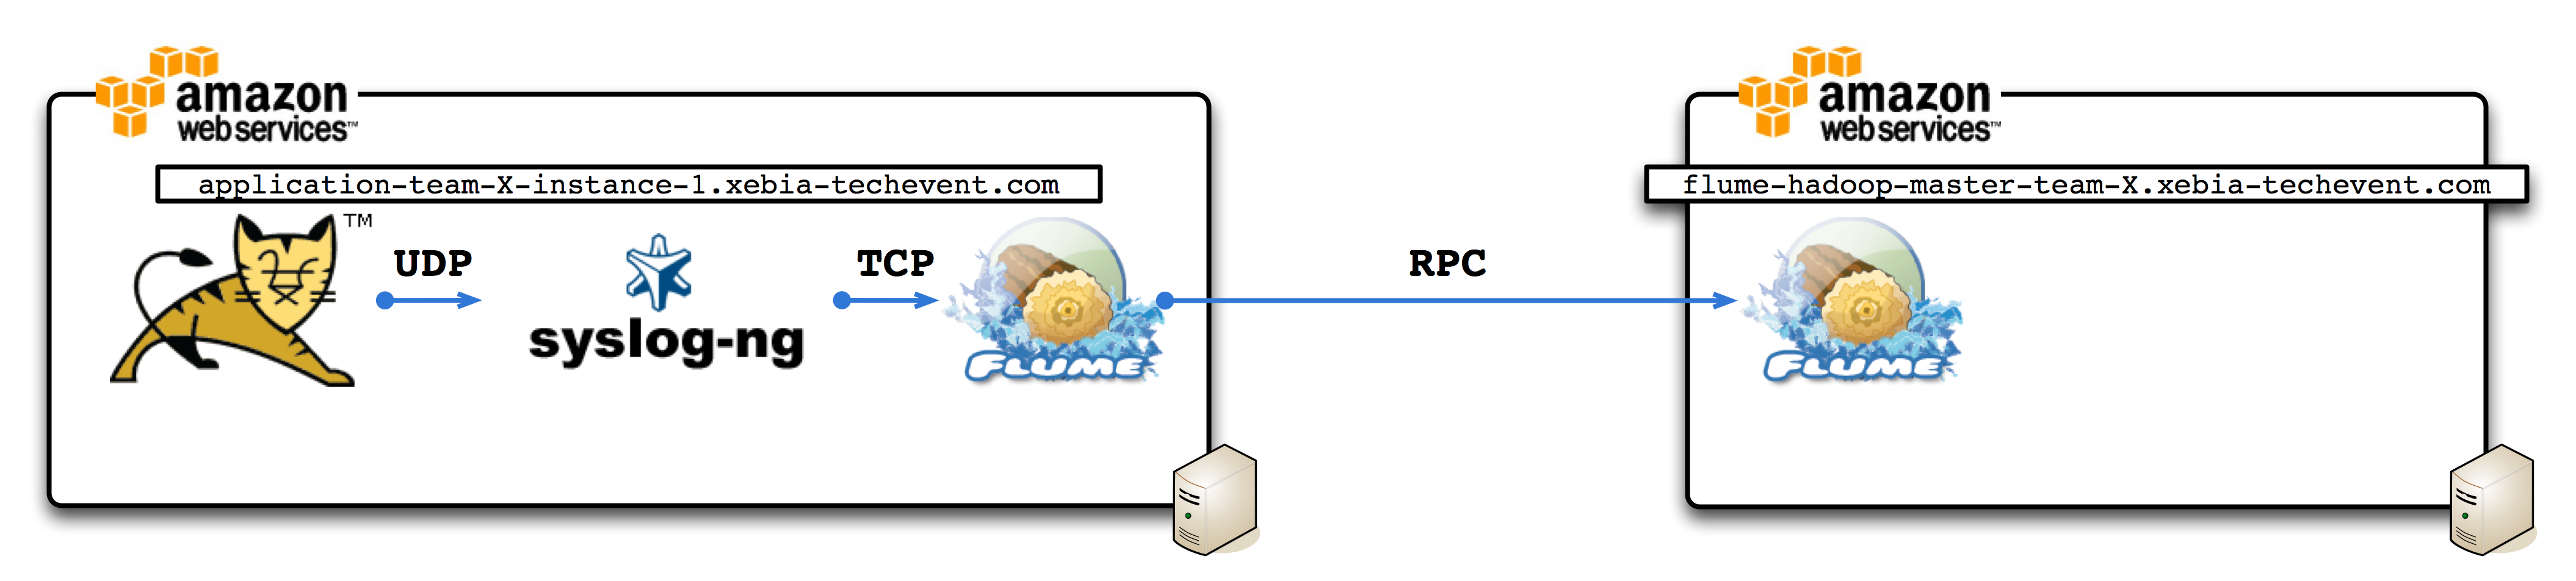 amazon
web services™
application-team-X-instance-1.xebia-techevent.com
TM
UDP
syslog-ng
TCP
FLUME
RPC
amazon
web services™
flume-hadoop-master-team-X.xebia-techevent.com
FLUME